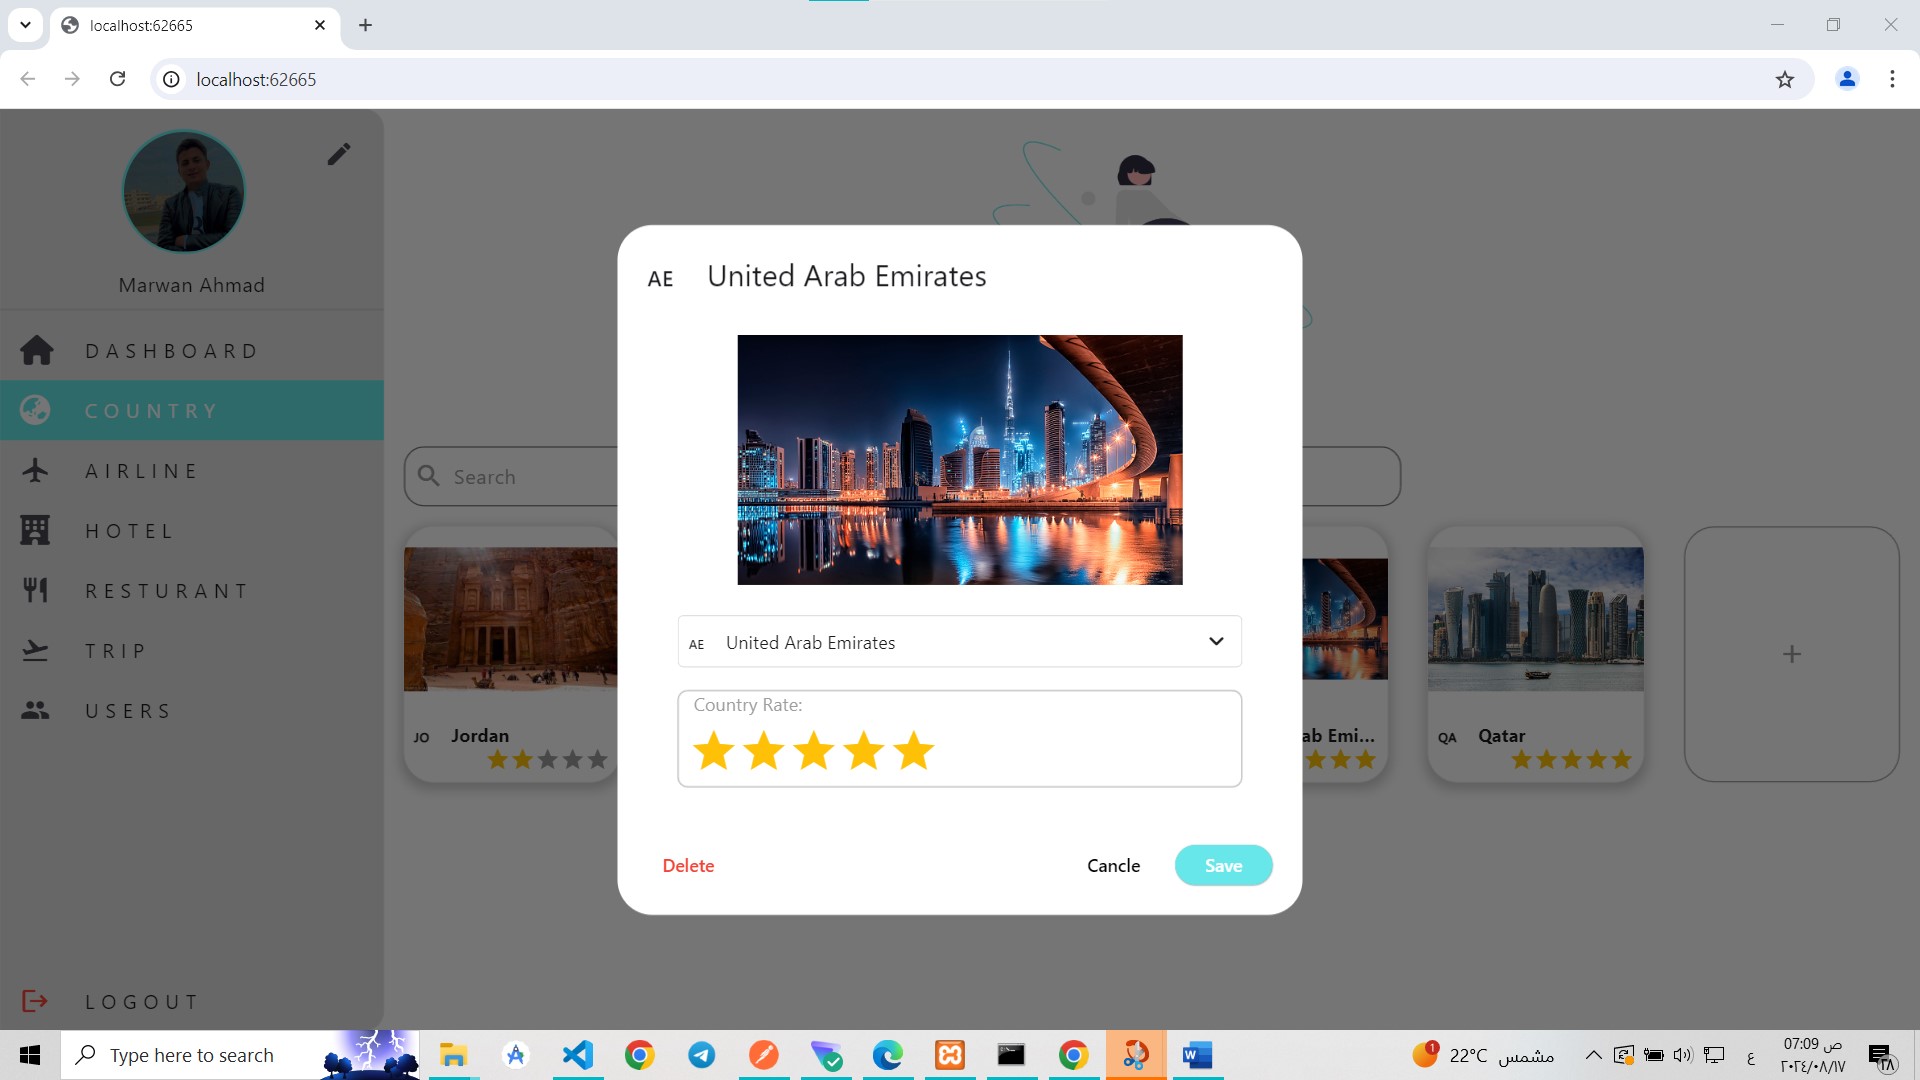 localhost:62665
localhost:62665
Marwan Ahmad
DASHBOARD
COUNTRY
AIRLINE
HOTEL
RESTURANT
TRIP
USERS
LOGOUT
Search
JO Jordan
ab Emi...
QA Qatar
+
AE United Arab Emirates
AE United Arab Emirates
Country Rate:
Delete
Cancle
Save
Type here to search
W
1
22°C مشمس
ع
07:09 ص
٢٠٢٤/٠٨/١٧
٢٨